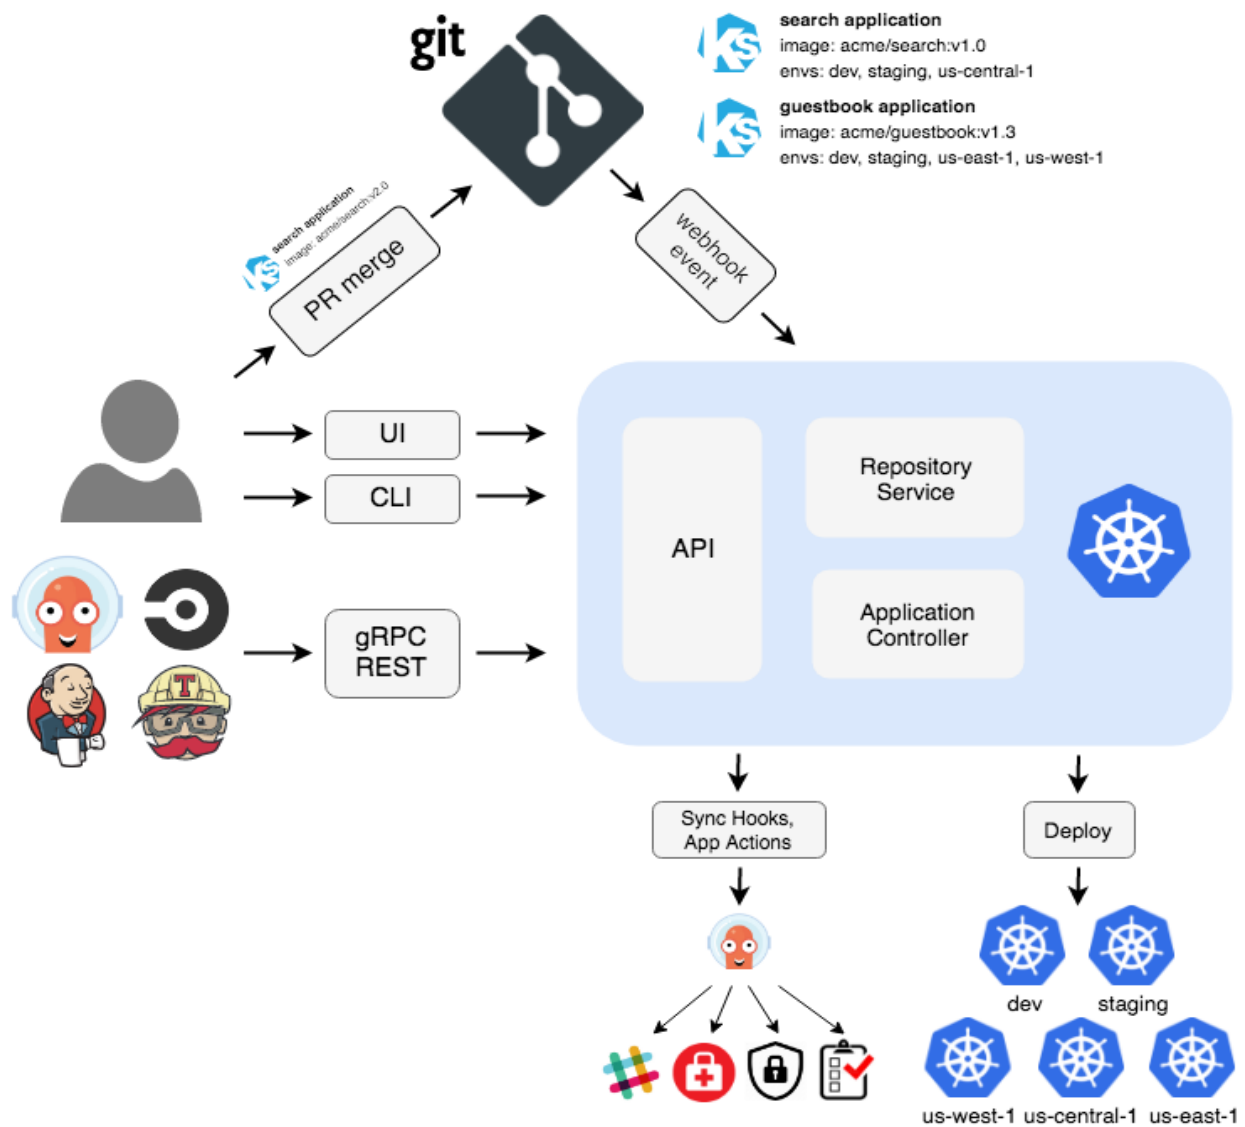 git
Ks
search application
image: acme/search:v1.0
envs: dev, staging, us-central-1
Ks
guestbook application
image: acme/guestbook:v1.3
envs: dev, staging, us-east-1, us-west-1
Ks
search application
image: acme/search:v2.0
PR merge
webhook
event
UI
CLI
gRPC
REST
T
API
Repository
Service
Application
Controller
Sync Hooks,
App Actions
Deploy
dev
staging
us-west-1
us-central-1
us-east-1